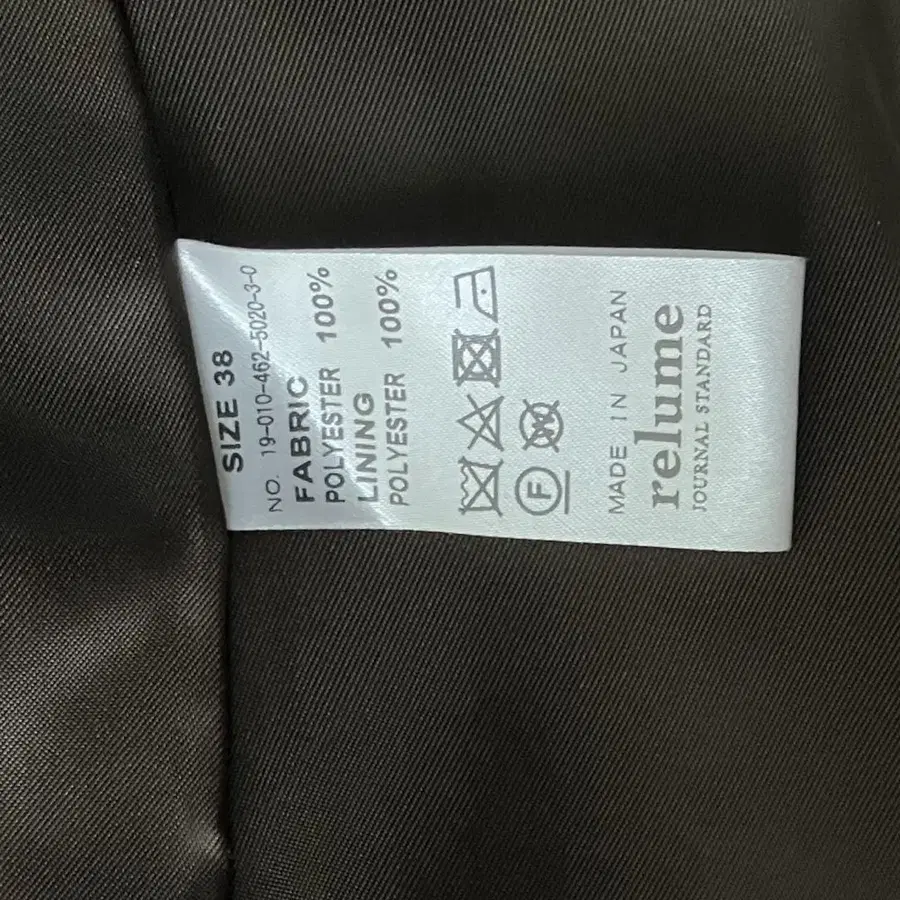 SIZE 38
NO. 19-010-462-5020-3-0
FABRIC
POLYESTER 100%
LINING
POLYESTER 100%
F
W
MADE IN JAPAN
relume
JOURNAL STANDARD